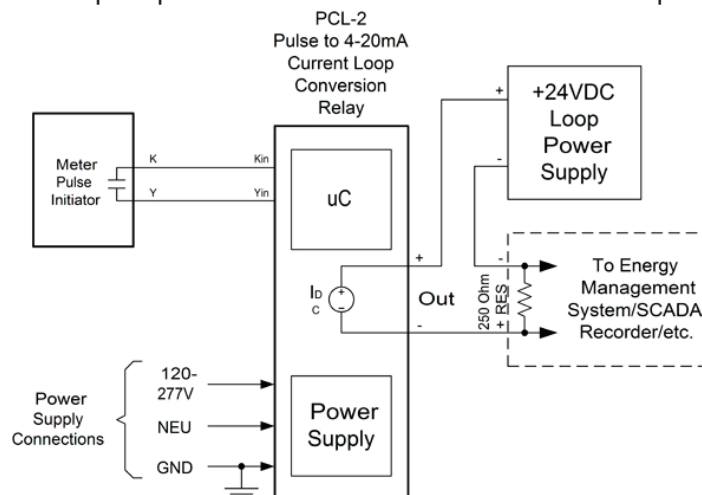 PCL-2
Pulse to 4-20mA
Current Loop
Conversion
Relay
+24VDC
Loop
Power
Supply
+
-
Meter
Pulse
Initiator
K
Y
Kin
Yin
uC
I D
C
+
-
+
Out
-
250 Ohm
RES
-
+
To Energy
Management
System/SCADA
Recorder/etc.
Power
Supply
Connections
120-
277V
NEU
GND
Power
Supply